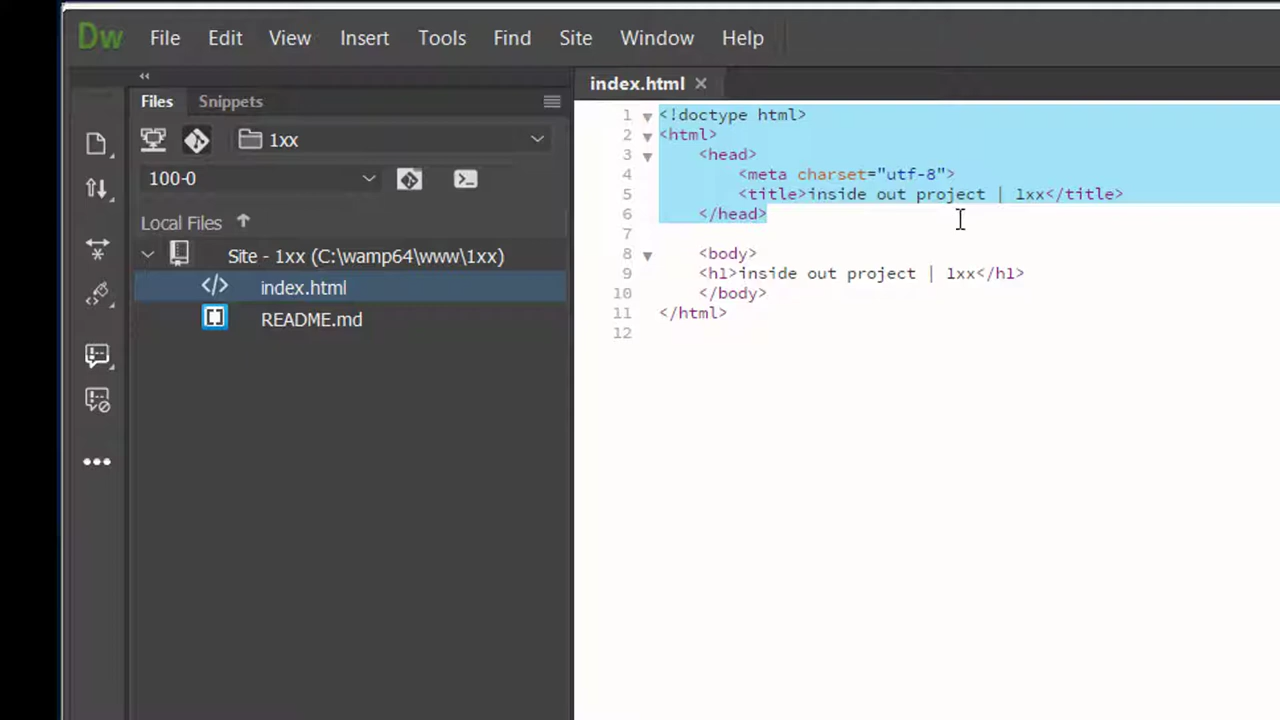 Dw File Edit View Insert Tools Find Site Window Help
Files Snippets
1xx
100-0
Local Files
Site - 1xx (C:\wamp64\www\1xx)
index.html
README.md
index.html
1 <!doctype html>
2 <html>
3 <head>
4 <meta charset="utf-8">
5 <title>inside out project | 1xx</title>
6 </head>
7
8 <body>
9 <h1>inside out project | 1xx</h1>
10 </body>
11 </html>
12